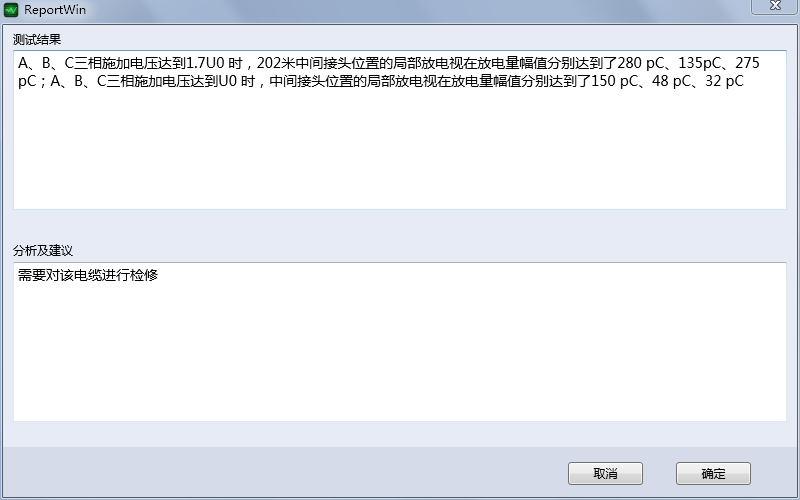 ReportWin
测试结果
A、B、C三相施加电压达到1.7U0 时，202米中间接头位置的局部放电视在放电量幅值分别达到了280 pC、135pC、275
pC；A、B、C三相施加电压达到U0 时，中间接头位置的局部放电视在放电量幅值分别达到了150 pC、48 pC、32 pC
分析及建议
需要对该电缆进行检修
取消
确定